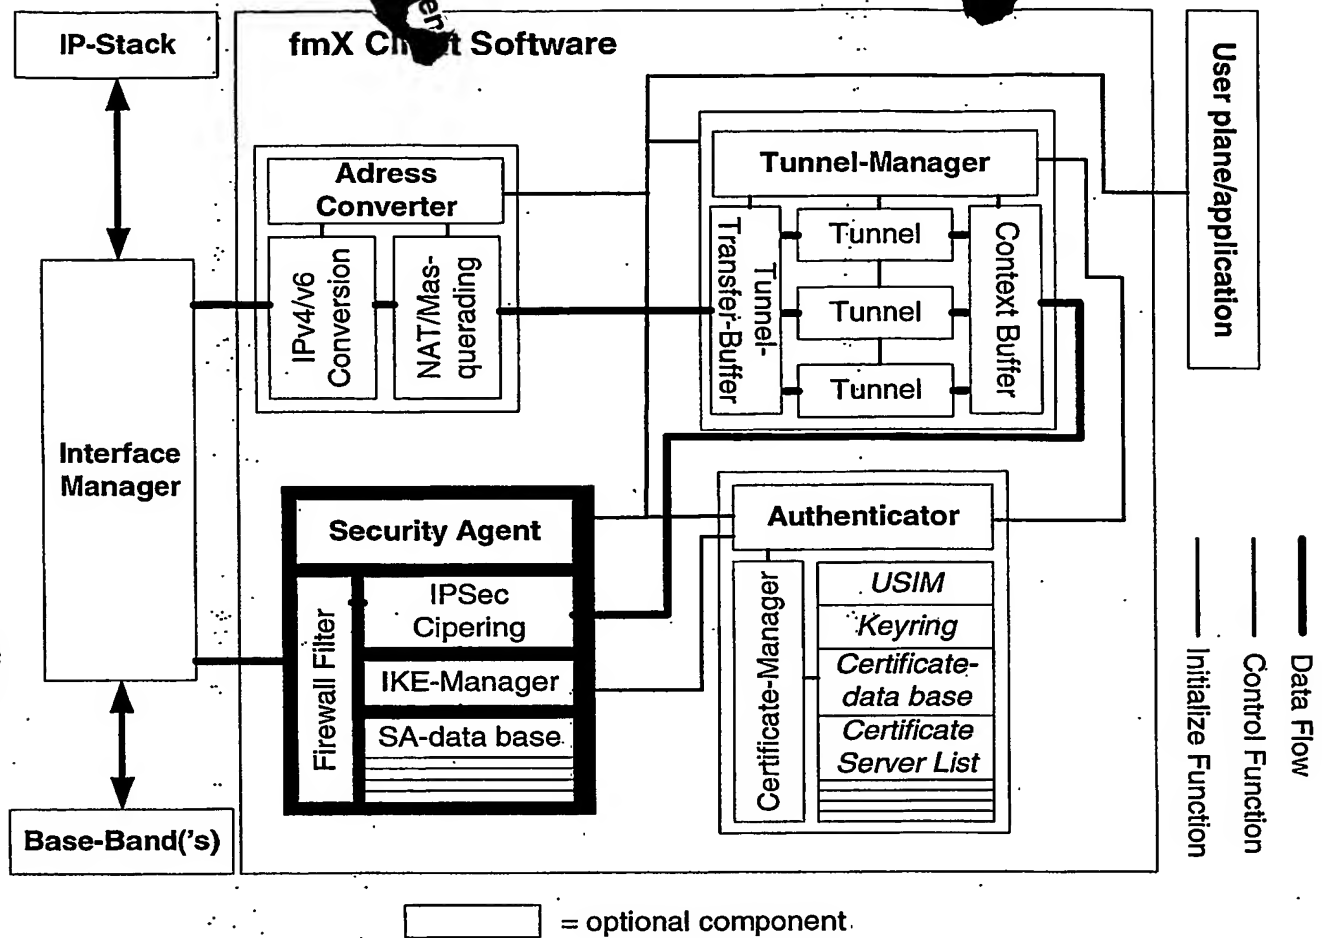 IP-Stack
fmX Client Software
User plane/application
Adress
Converter
IPv4/v6
Conversion
NAT/Mas-
querading
Tunnel-Manager
Tunnel-
Transfer-Buffer
Tunnel
Tunnel
Tunnel
Context Buffer
Interface
Manager
Security Agent
Firewall Filter
IPSec
Cipering
IKE-Manager
SA-data base
Authenticator
Certificate-Manager
USIM
Keyring
Certificate-
data base
Certificate
Server List
Data Flow
Control Function
Initialize Function
Base-Band('s)
= optional component